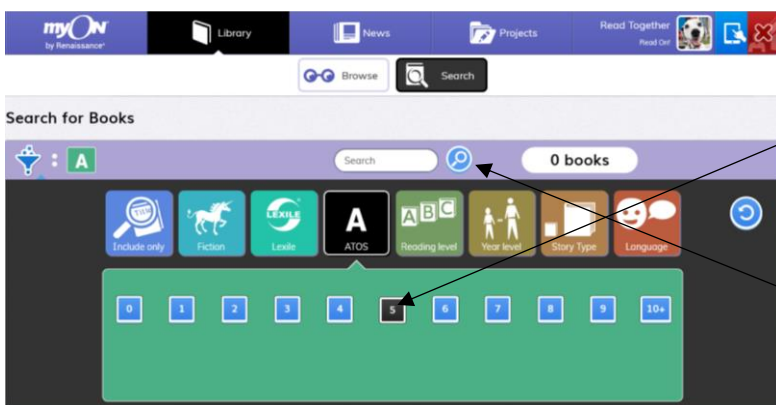 myON
by Renaissance
Library
News
Projects
Read Together
Read On!
Browse
Search
Search for Books
: A
Search
0 books
TITLE
Include only
Fiction
LEXILE
Lexile
A
ATOS
A B C
Reading level
Year level
Story Type
Language
0 1 2 3 4 5 6 7 8 9 10+